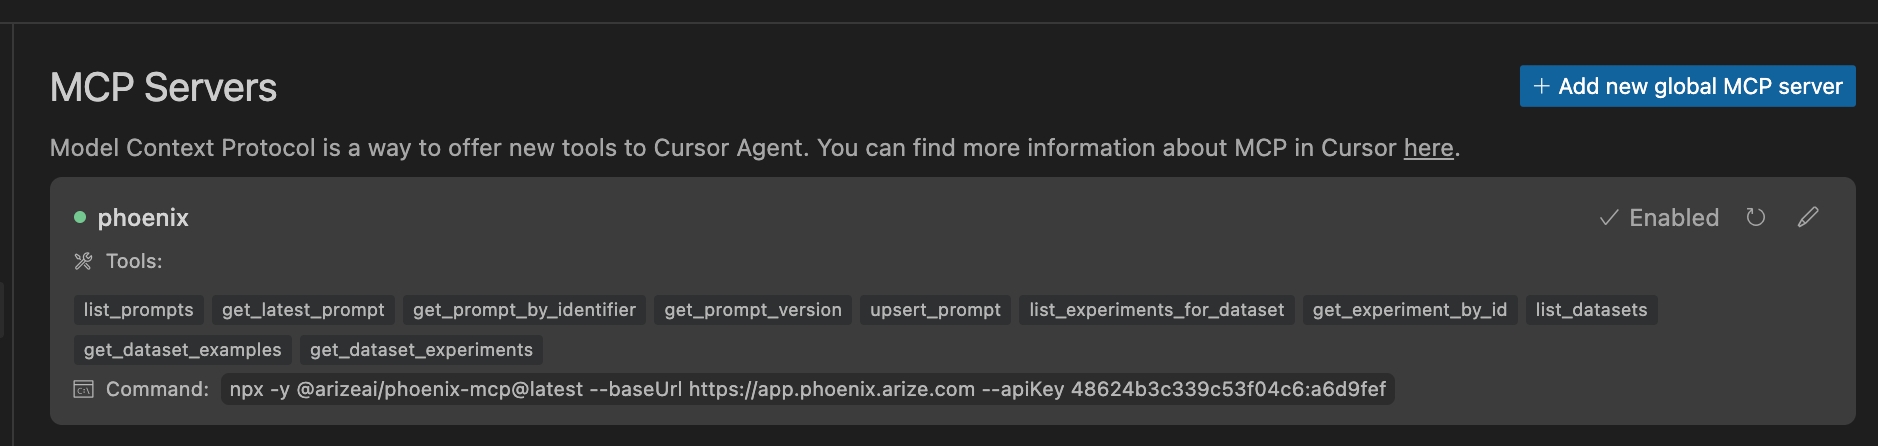 MCP Servers
+ Add new global MCP server
Model Context Protocol is a way to offer new tools to Cursor Agent. You can find more information about MCP in Cursor here.
phoenix
Enabled
Tools:
list_prompts get_latest_prompt get_prompt_by_identifier get_prompt_version upsert_prompt list_experiments_for_dataset get_experiment_by_id list_datasets
get_dataset_examples get_dataset_experiments
Command: npx -y @arizeai/phoenix-mcp@latest --baseUrl https://app.phoenix.arize.com --apiKey 48624b3c339c53f04c6:a6d9fef